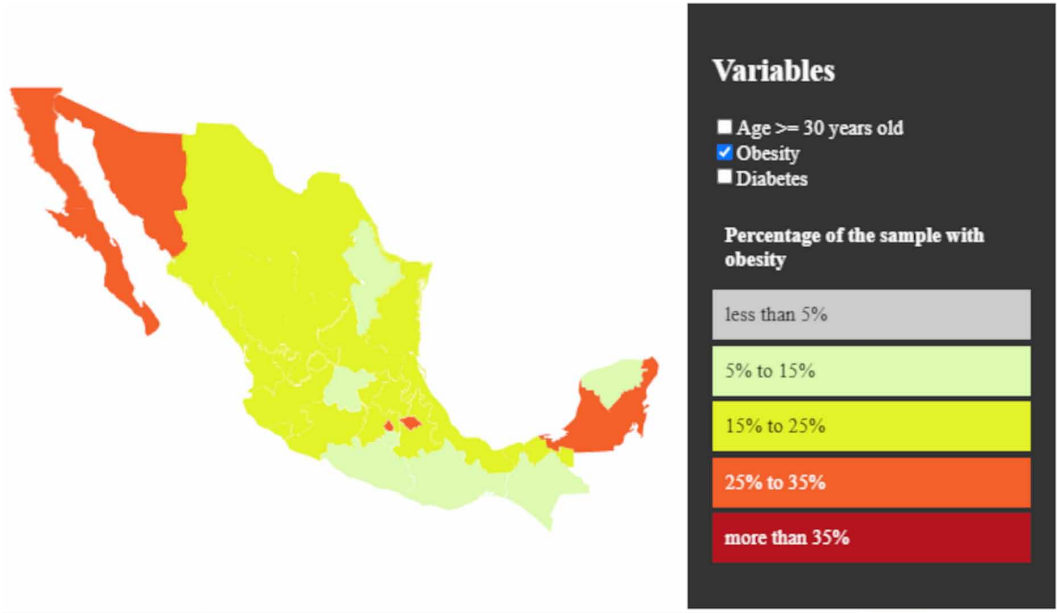 Variables
Age >= 30 years old
Obesity
Diabetes
Percentage of the sample with
obesity
less than 5%
5% to 15%
15% to 25%
25% to 35%
more than 35%